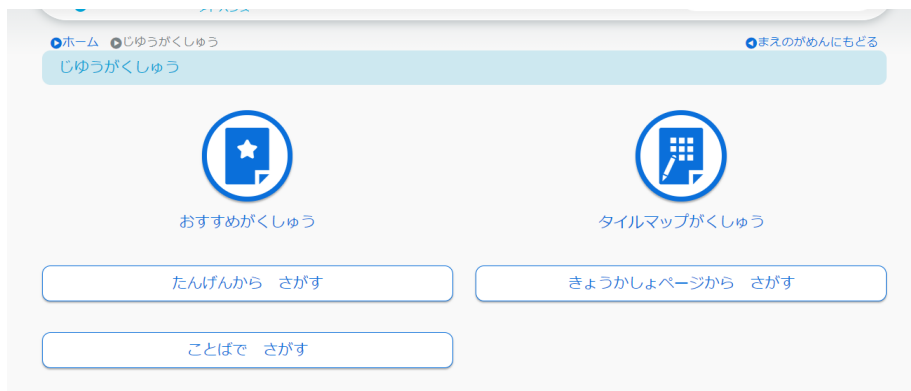 ホーム じゆうがくしゅう まえのがめんにもどる
じゆうがくしゅう
おすすめがくしゅう タイルマップがくしゅう
たんげんから　さがす きょうかしょページから　さがす
ことばで　さがす